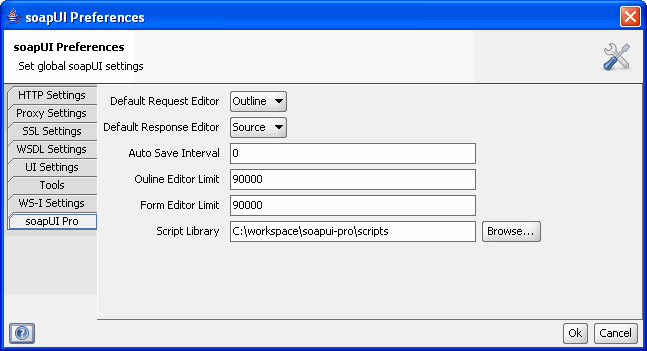 soapUI Preferences
soapUI Preferences
Set global soapUI settings
HTTP Settings
Proxy Settings
SSL Settings
WSDL Settings
UI Settings
Tools
WS-I Settings
soapUI Pro
Default Request Editor Outline
Default Response Editor Source
Auto Save Interval 0
Ouline Editor Limit 90000
Form Editor Limit 90000
Script Library C:\workspace\soapui-pro\scripts Browse...
? Ok Cancel